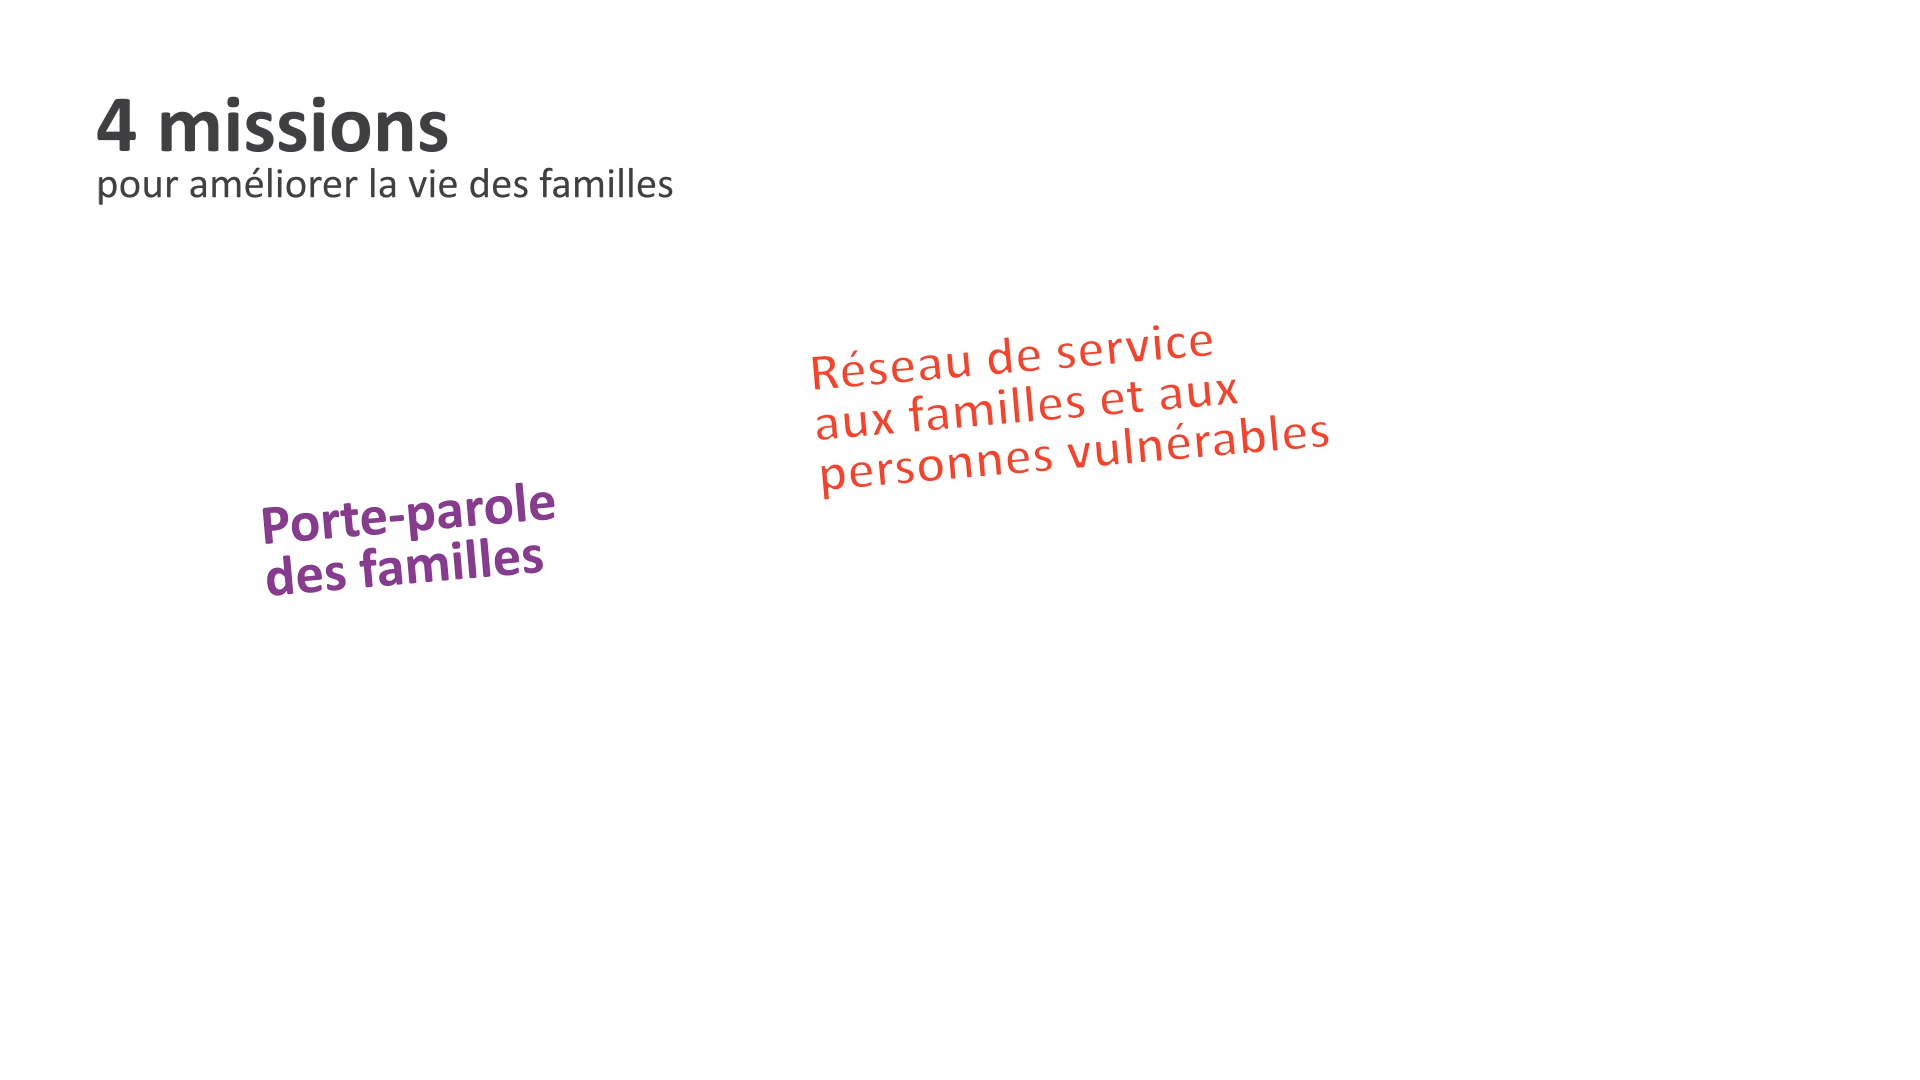 4 missions
pour améliorer la vie des familles
Réseau de service
aux familles et aux
personnes vulnérables
Porte-parole
des familles